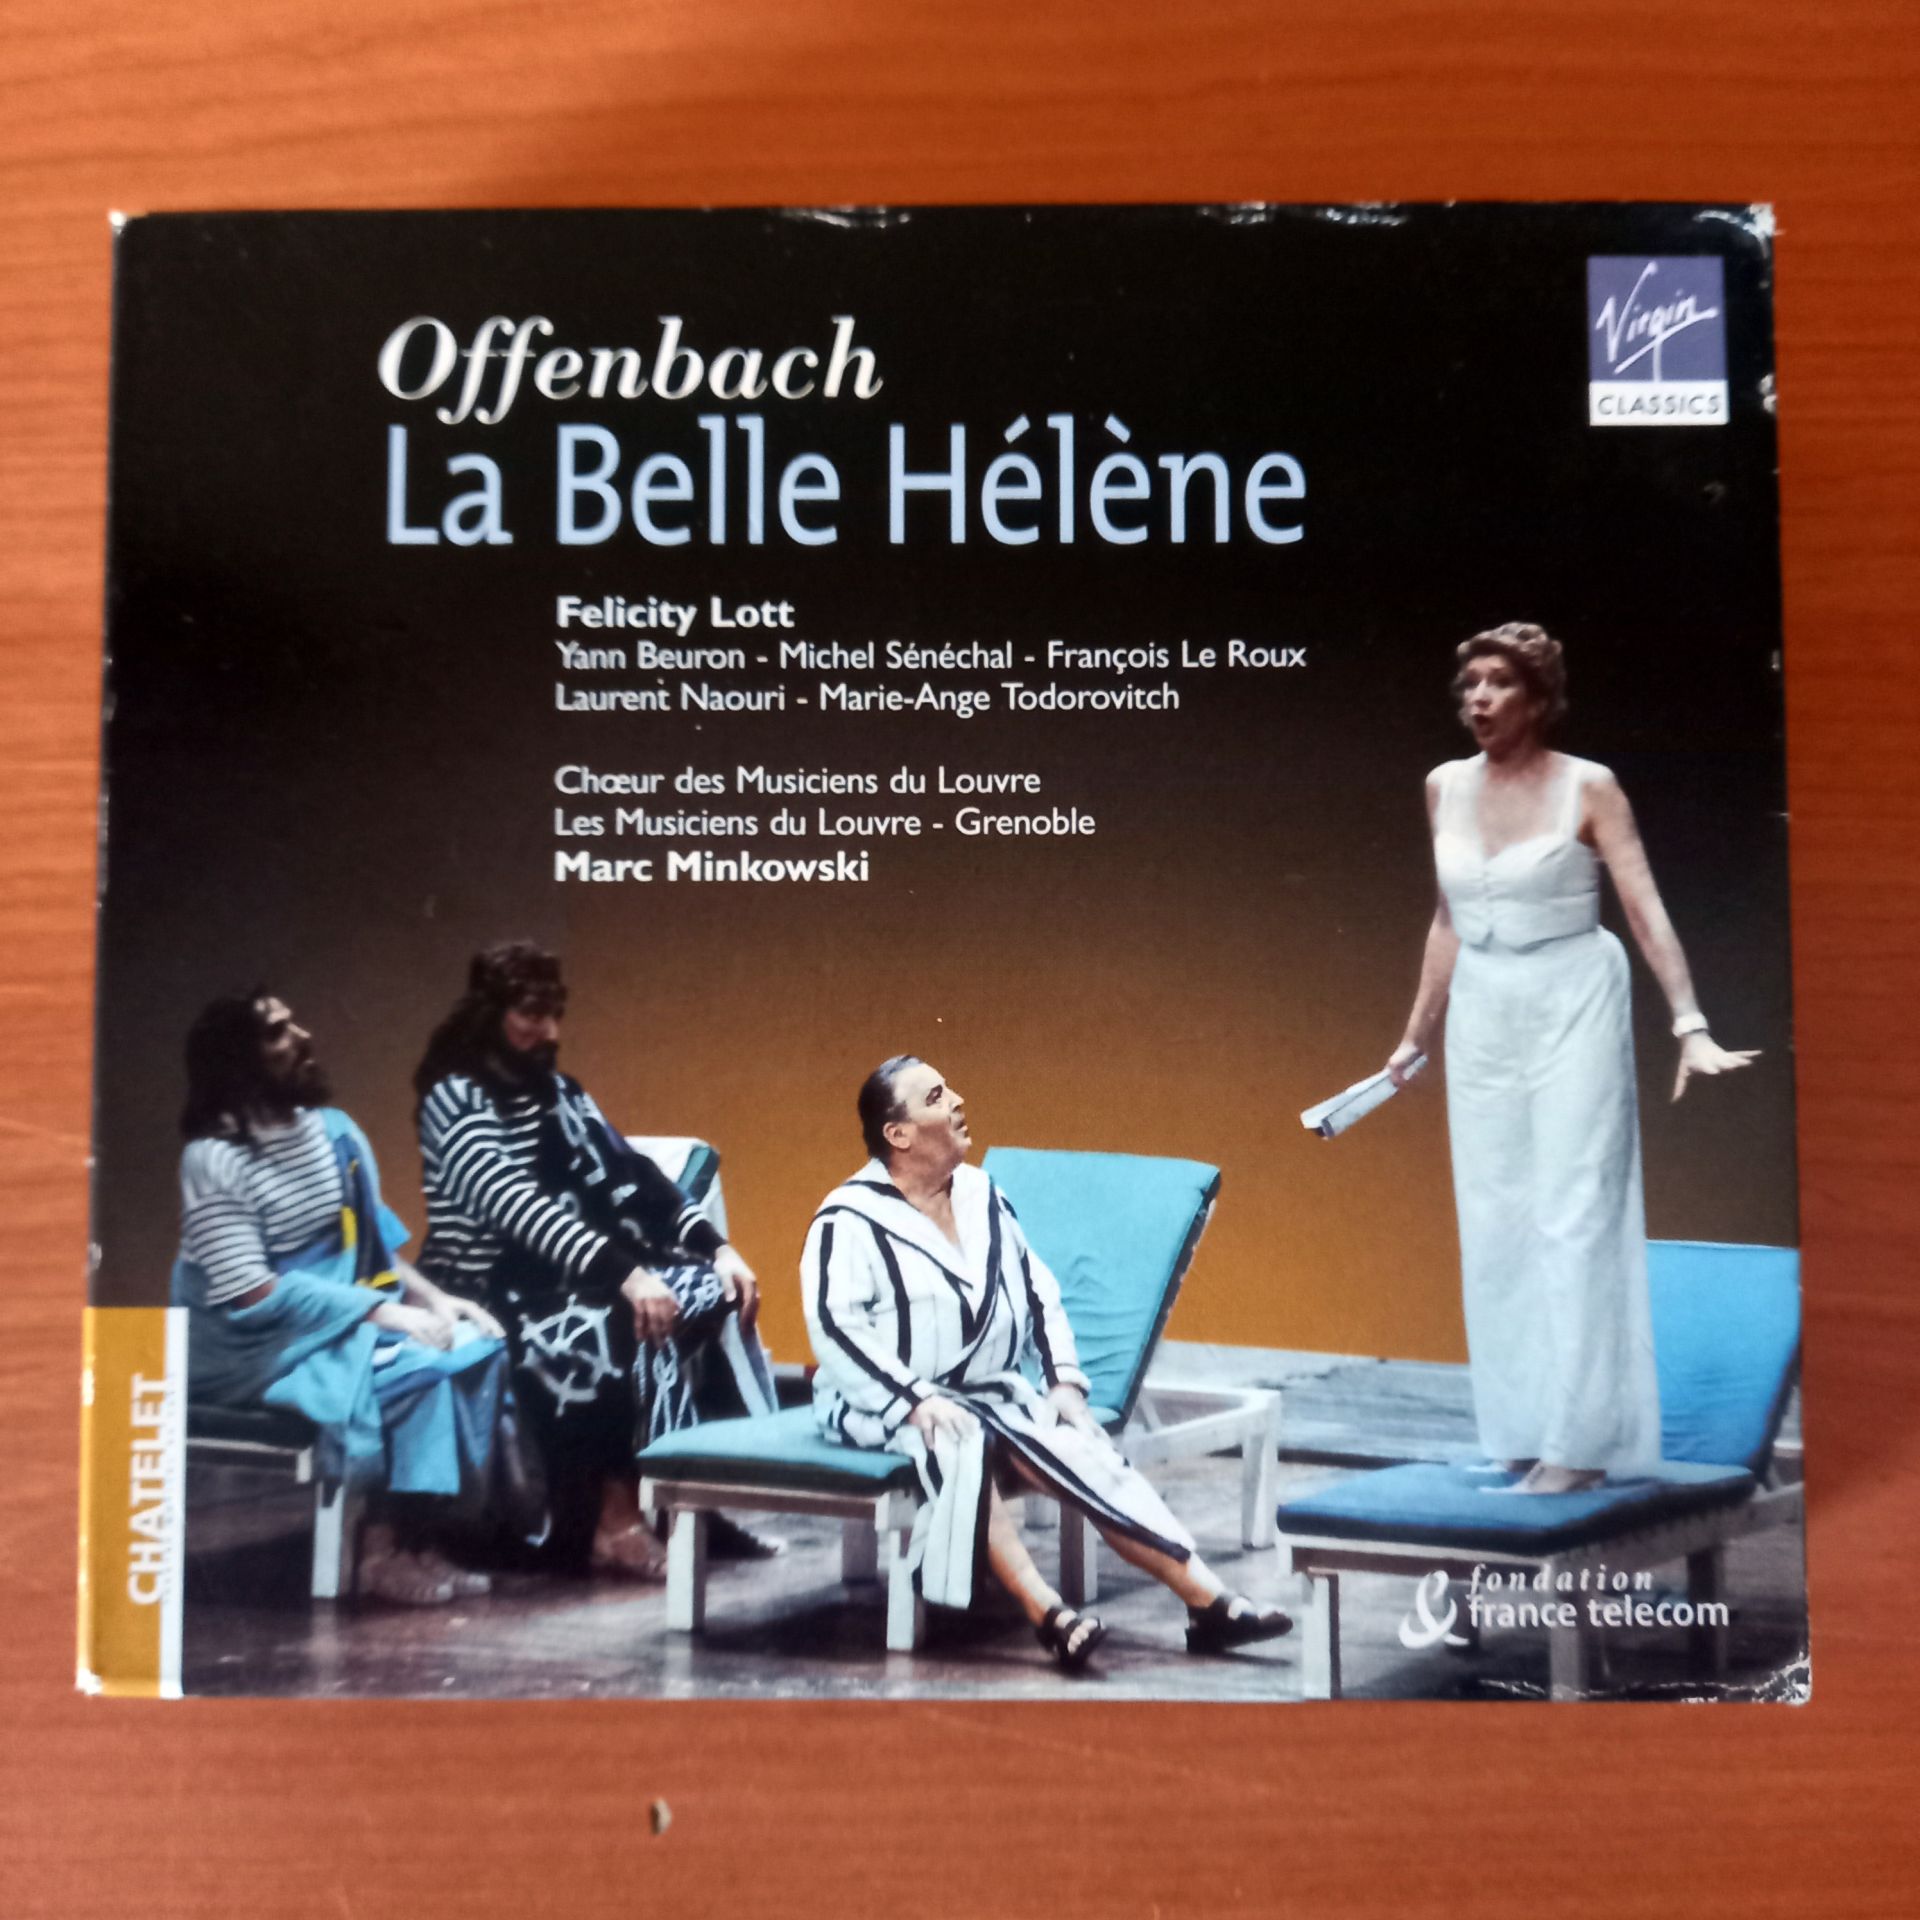 Offenbach
La Belle Hélène
Virgin
CLASSICS
Felicity Lott
Yann Beuron - Michel Sénéchal - François Le Roux
Laurent Naouri - Marie-Ange Todorovitch
Chœur des Musiciens du Louvre
Les Musiciens du Louvre - Grenoble
Marc Minkowski
CHATELET
fondation
france telecom